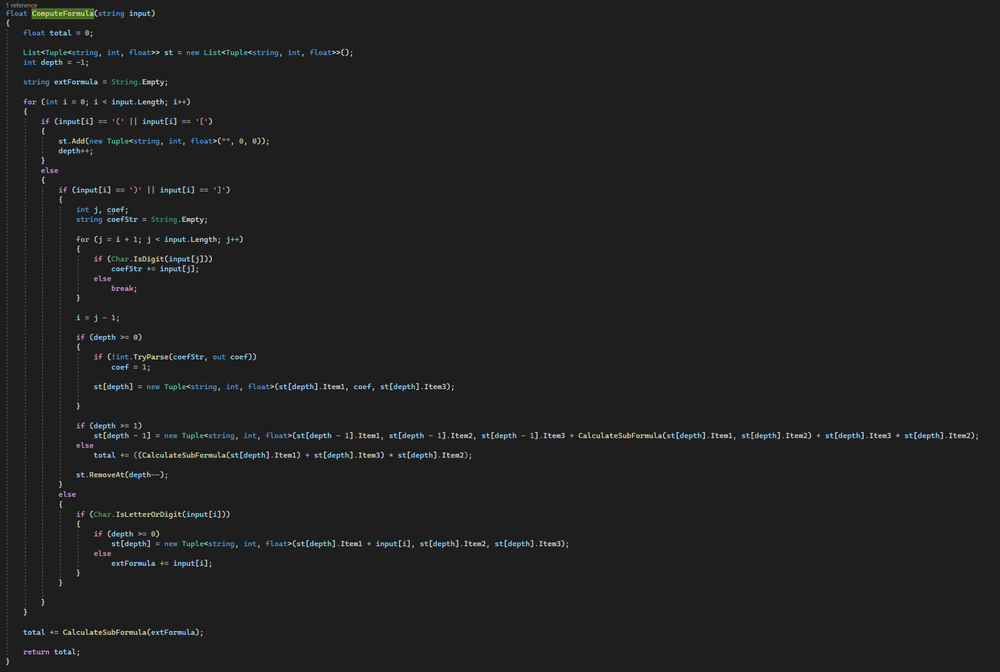 1 reference
float ComputeFormula(string input)
{
    float total = 0;

    List<Tuple<string, int, float>> st = new List<Tuple<string, int, float>>();
    int depth = -1;

    string extFormula = String.Empty;

    for (int i = 0; i < input.Length; i++)
    {
        if (input[i] == '(' || input[i] == '[')
        {
            st.Add(new Tuple<string, int, float>("", 0, 0));
            depth++;
        }
        else
        {
            if (input[i] == ')' || input[i] == ']')
            {
                int j, coef;
                string coefStr = String.Empty;

                for (j = i + 1; j < input.Length; j++)
                {
                    if (Char.IsDigit(input[j]))
                        coefStr += input[j];
                    else
                        break;
                }

                i = j - 1;

                if (depth >= 0)
                {
                    if (!int.TryParse(coefStr, out coef))
                        coef = 1;

                    st[depth] = new Tuple<string, int, float>(st[depth].Item1, coef, st[depth].Item3);

                }

                if (depth >= 1)
                    st[depth - 1] = new Tuple<string, int, float>(st[depth - 1].Item1, st[depth - 1].Item2, st[depth - 1].Item3 + CalculateSubFormula(st[depth].Item1, st[depth].Item2) + st[depth].Item3 * st[depth].Item2);
                else
                    total += ((CalculateSubFormula(st[depth].Item1) + st[depth].Item3) * st[depth].Item2);

                st.RemoveAt(depth--);
            }
            else
            {
                if (Char.IsLetterOrDigit(input[i]))
                {
                    if (depth >= 0)
                        st[depth] = new Tuple<string, int, float>(st[depth].Item1 + input[i], st[depth].Item2, st[depth].Item3);
                    else
                        extFormula += input[i];
                }
            }

        }
    }

    total += CalculateSubFormula(extFormula);

    return total;
}